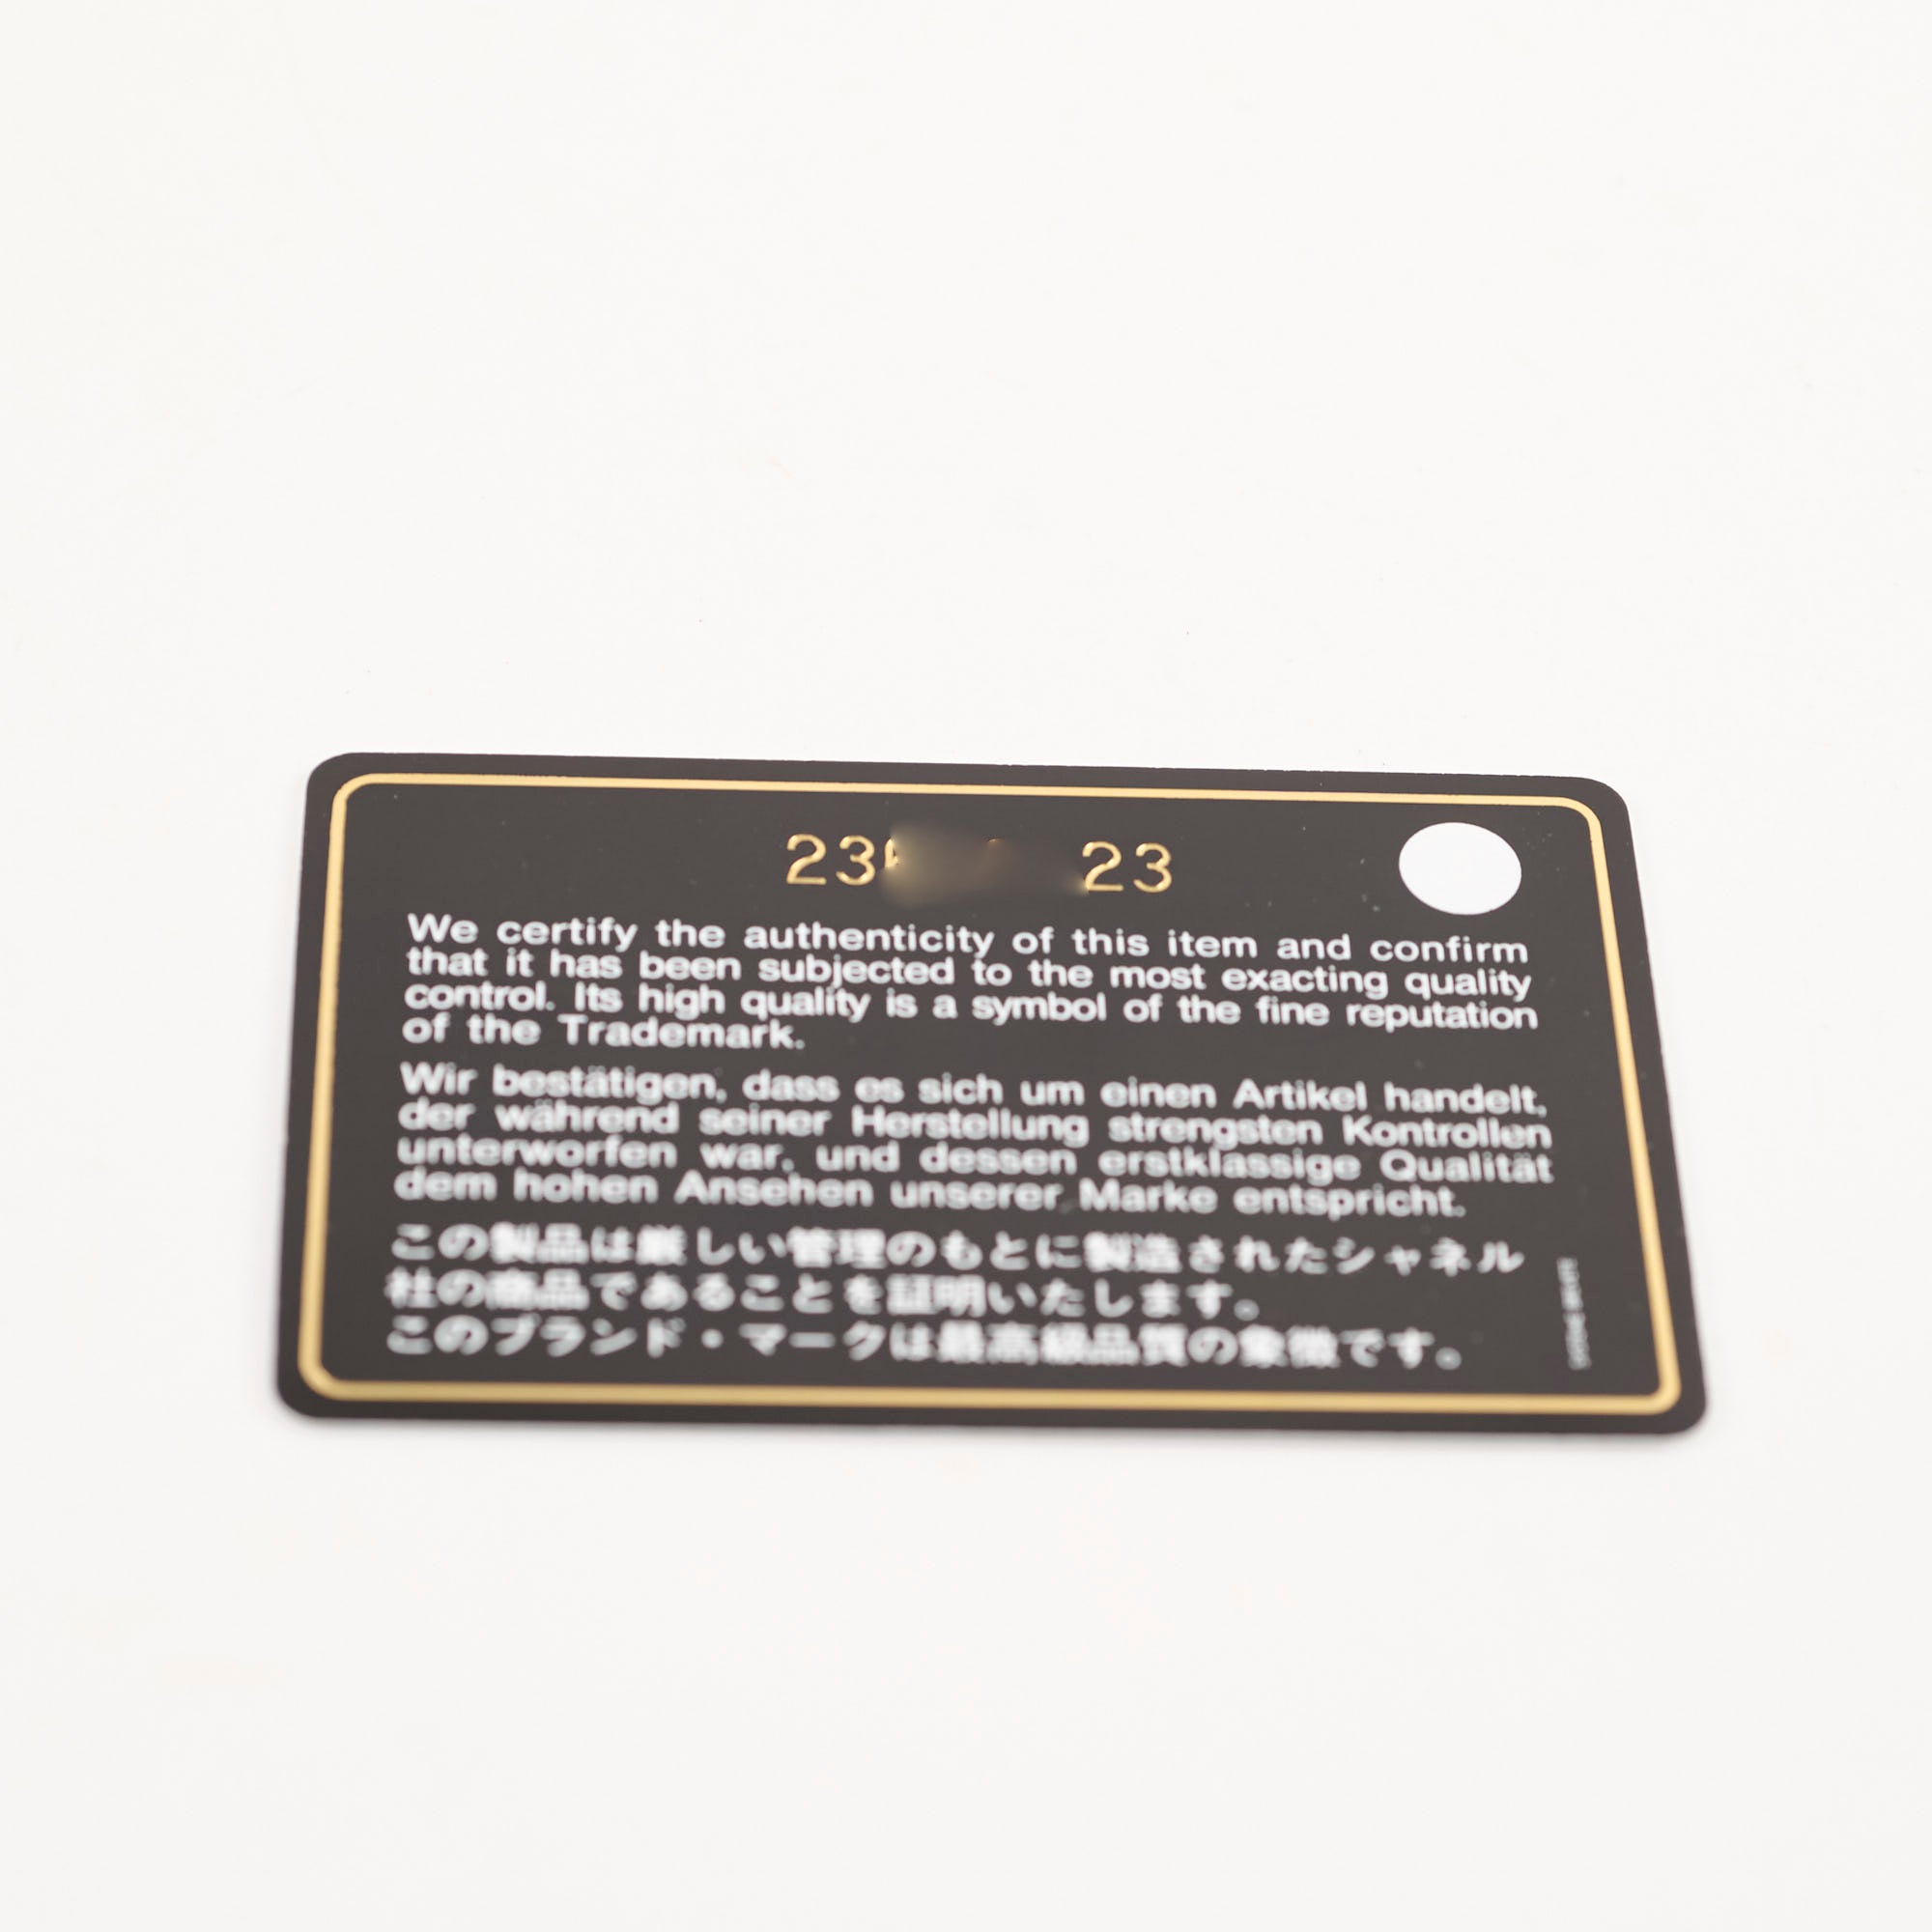 23 23
We certify the authenticity of this item and confirm
that it has been subjected to the most exacting quality
control. Its high quality is a symbol of the fine reputation
of the Trademark.
Wir bestätigen, dass es sich um einen Artikel handelt,
der während seiner Herstellung strengsten Kontrollen
unterworfen war, und dessen erstklassige Qualität
dem hohen Ansehen unserer Marke entspricht.
この製品は厳しい管理のもとに製造されたシャネル
社の商品であることを証明いたします。
このブランド・マークは最高級品質の象徴です。